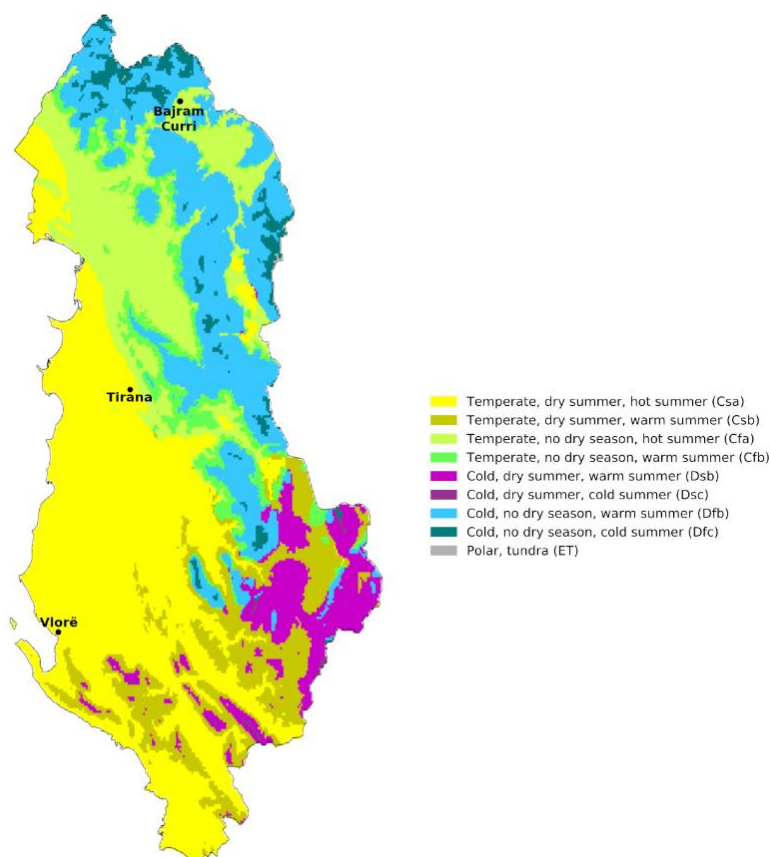 Bajram
Curri
Tirana
Vlorë
Temperate, dry summer, hot summer (Csa)
Temperate, dry summer, warm summer (Csb)
Temperate, no dry season, hot summer (Cfa)
Temperate, no dry season, warm summer (Cfb)
Cold, dry summer, warm summer (Dsb)
Cold, dry summer, cold summer (Dsc)
Cold, no dry season, warm summer (Dfb)
Cold, no dry season, cold summer (Dfc)
Polar, tundra (ET)